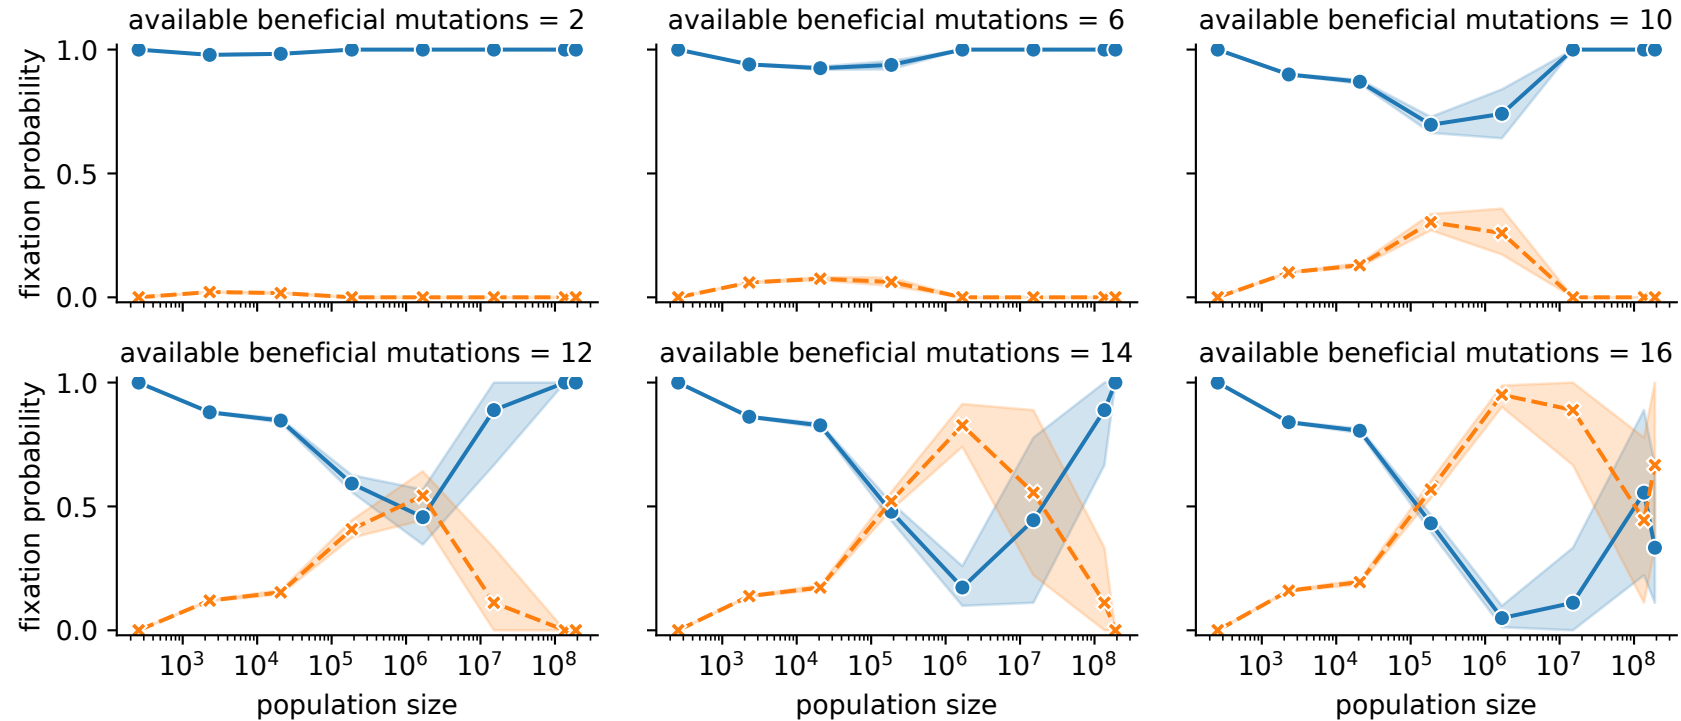 available beneficial mutations = 2
available beneficial mutations = 6
available beneficial mutations = 10
fixation probability
1.0
0.5
0.0
available beneficial mutations = 12
available beneficial mutations = 14
available beneficial mutations = 16
fixation probability
1.0
0.5
0.0
10³ 10⁴ 10⁵ 10⁶ 10⁷ 10⁸
10³ 10⁴ 10⁵ 10⁶ 10⁷ 10⁸
10³ 10⁴ 10⁵ 10⁶ 10⁷ 10⁸
population size
population size
population size